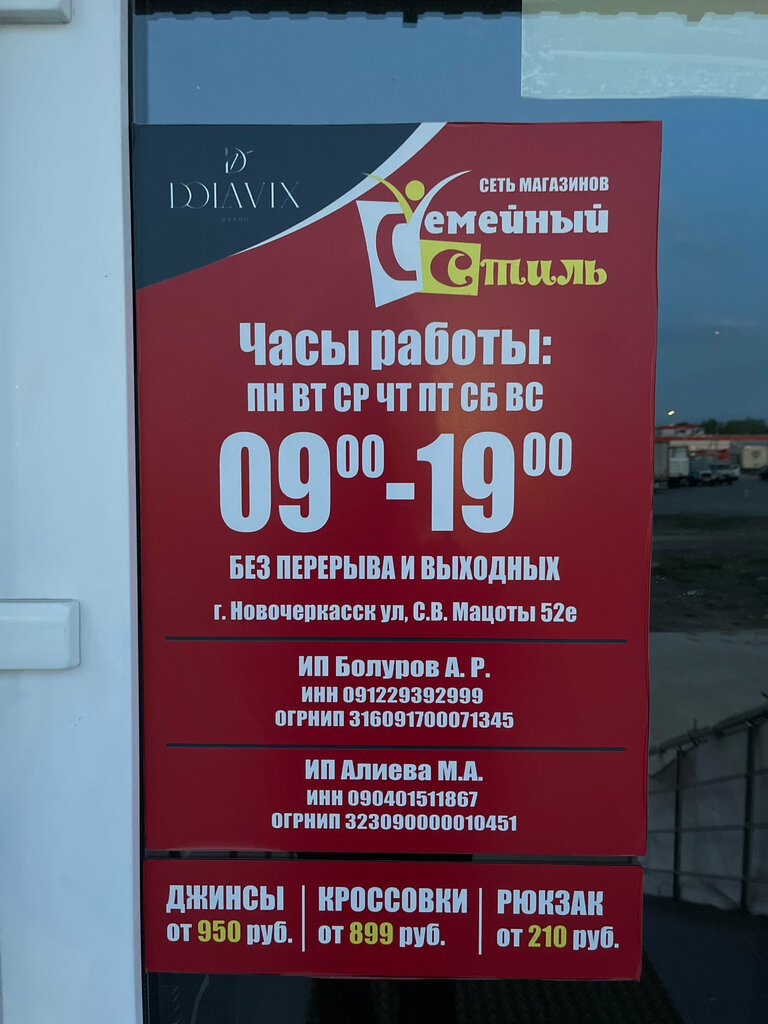 DOLAVIX
BRAND
СЕТЬ МАГАЗИНОВ
Семейный
Стиль
Часы работы:
ПН ВТ СР ЧТ ПТ СБ ВС
09⁰⁰-19⁰⁰
БЕЗ ПЕРЕРЫВА И ВЫХОДНЫХ
г. Новочеркасск ул, С.В. Мацоты 52е
ИП Болуров А. Р.
ИНН 091229392999
ОГРНИП 316091700071345
ИП Алиева М.А.
ИНН 090401511867
ОГРНИП 323090000010451
ДЖИНСЫ
от 950 руб.
КРОССОВКИ
от 899 руб.
РЮКЗАК
от 210 руб.